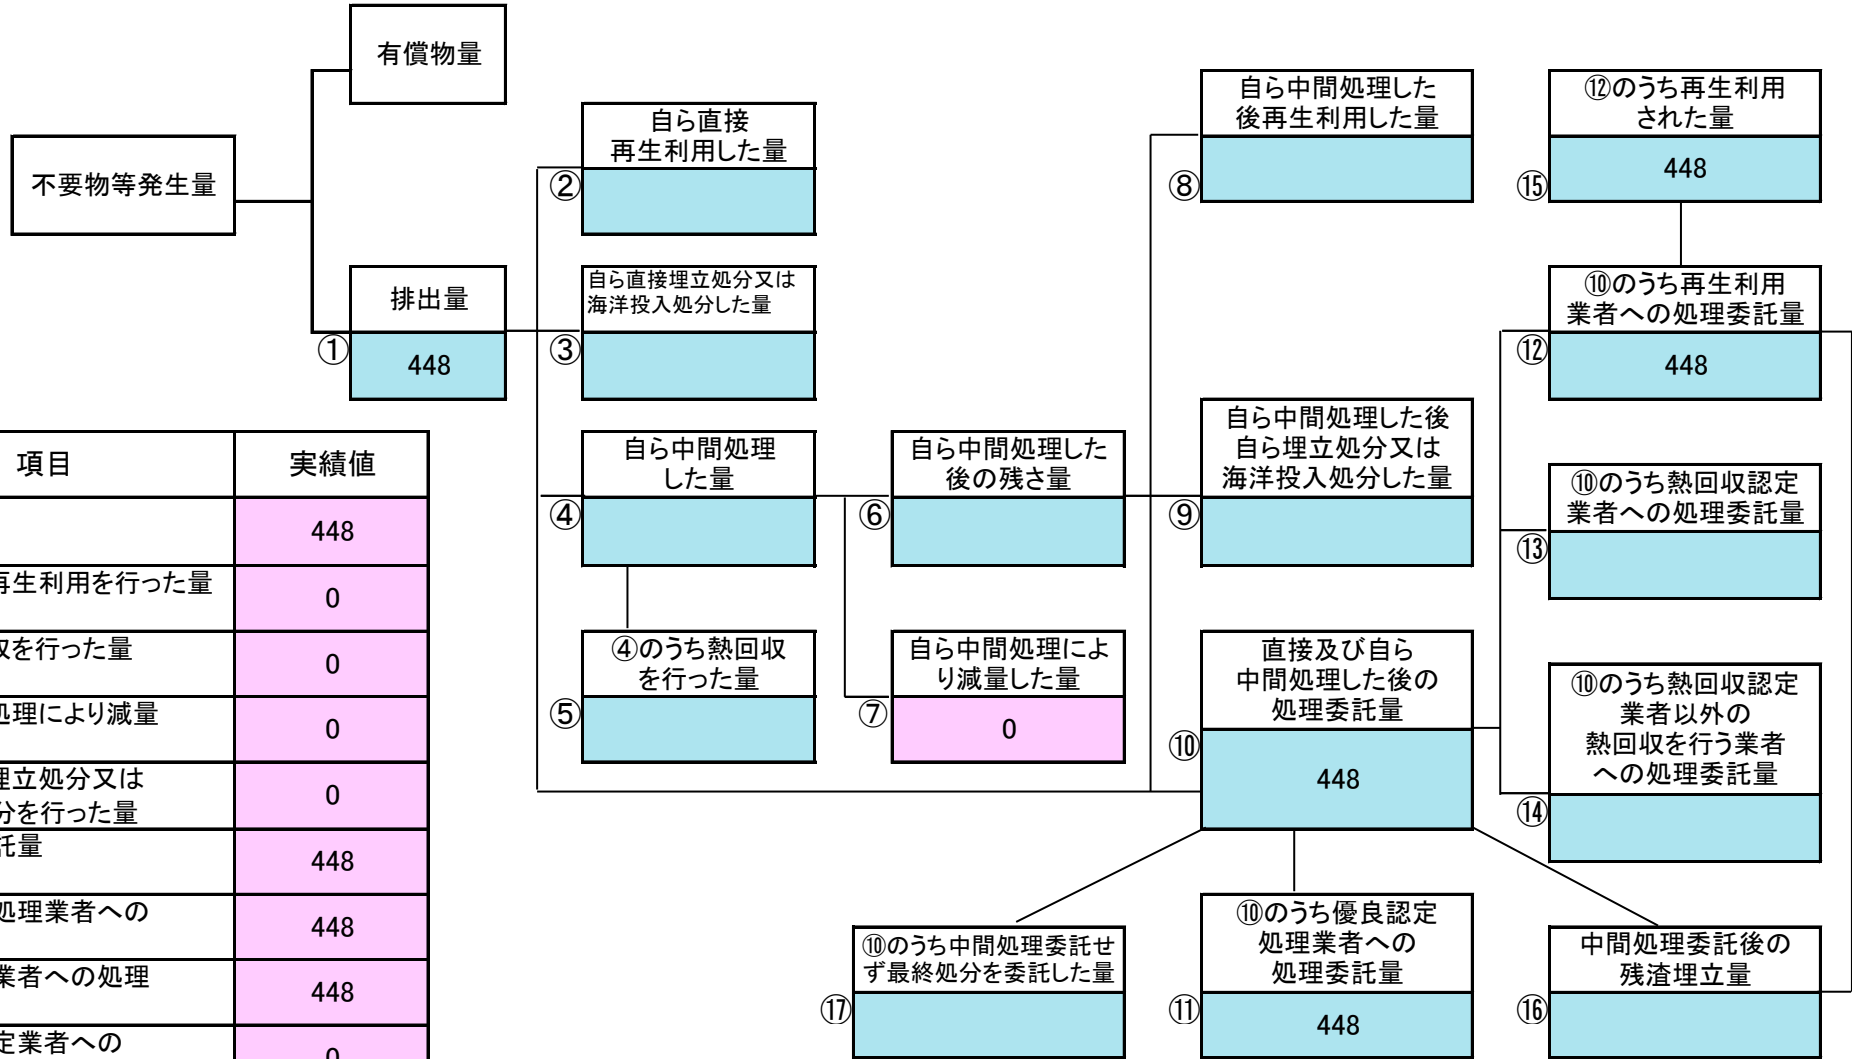 有償物量
不要物等発生量
排出量
①
448
自ら直接
再生利用した量
②
自ら直接埋立処分又は
海洋投入処分した量
③
自ら中間処理
した量
④
④のうち熱回収
を行った量
⑤
自ら中間処理した
後の残さ量
⑥
自ら中間処理によ
り減量した量
⑦
0
自ら中間処理した
後再生利用した量
⑧
自ら中間処理した後
自ら埋立処分又は
海洋投入処分した量
⑨
直接及び自ら
中間処理した後の
処理委託量
⑩
448
⑩のうち優良認定
処理業者への
処理委託量
⑪
448
⑫のうち再生利用
された量
⑮
448
⑩のうち再生利用
業者への処理委託量
⑫
448
⑩のうち熱回収認定
業者への処理委託量
⑬
⑩のうち熱回収認定
業者以外の
熱回収を行う業者
への処理委託量
⑭
中間処理委託後の
残渣埋立量
⑯
⑩のうち中間処理委託せ
ず最終処分を委託した量
⑰
項目 実績値
448
再生利用を行った量 0
を行った量 0
処理により減量 0
埋立処分又は
分を行った量 0
託量 448
処理業者への 448
業者への処理 448
定業者への 0